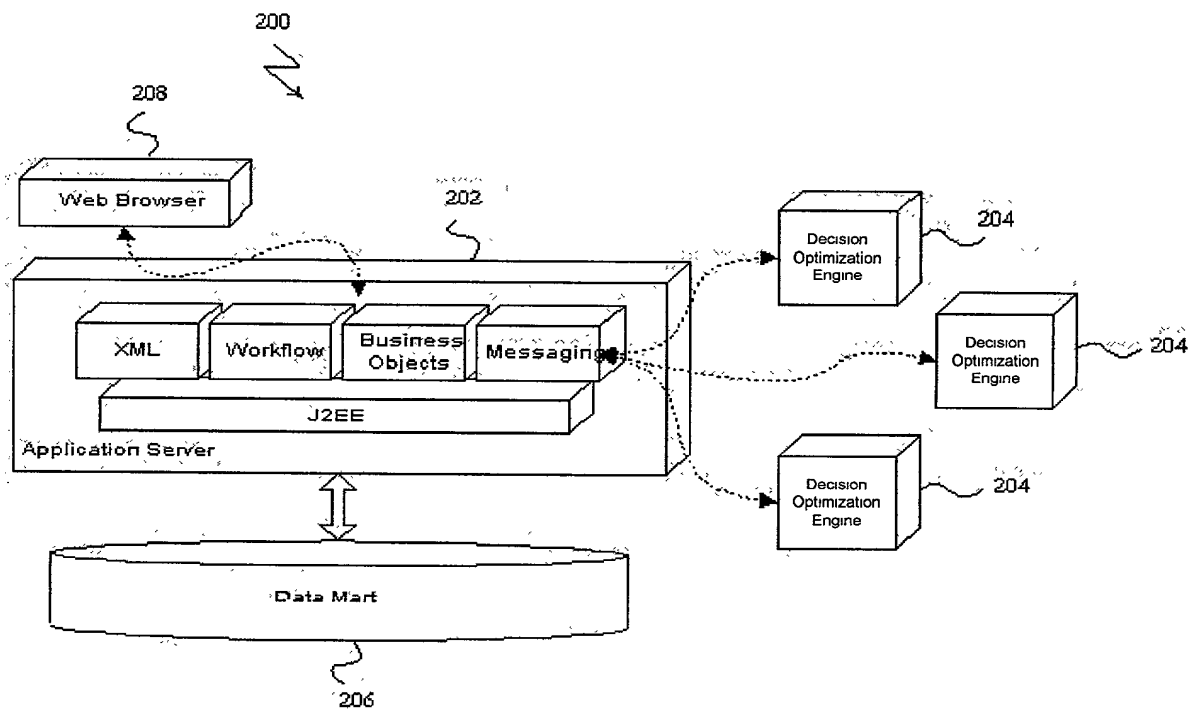 200
208
Web Browser
202
204
Decision
Optimization
Engine
XML
Workflow
Business
Objects
Messaging
Decision
Optimization
Engine
204
J2EE
Application Server
Decision
Optimization
Engine
204
Data Mart
206